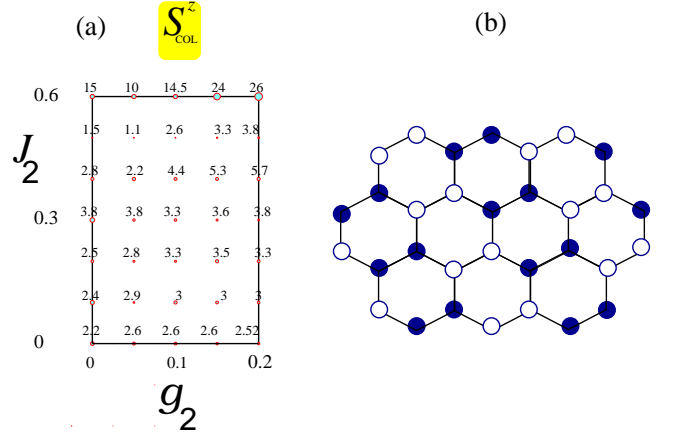 (a)
S^z_COL
(b)
15 10 14.5 24 26
0.6
1.5 1.1 2.6 3.3 3.8
J_2
2.8 2.2 4.4 5.3 5.7
0.3
3.8 3.8 3.3 3.6 3.8
2.5 2.8 3.3 3.5 3.3
2.4 2.9 3 3 3
2.2 2.6 2.6 2.6 2.52
0
0 0.1 0.2
g_2